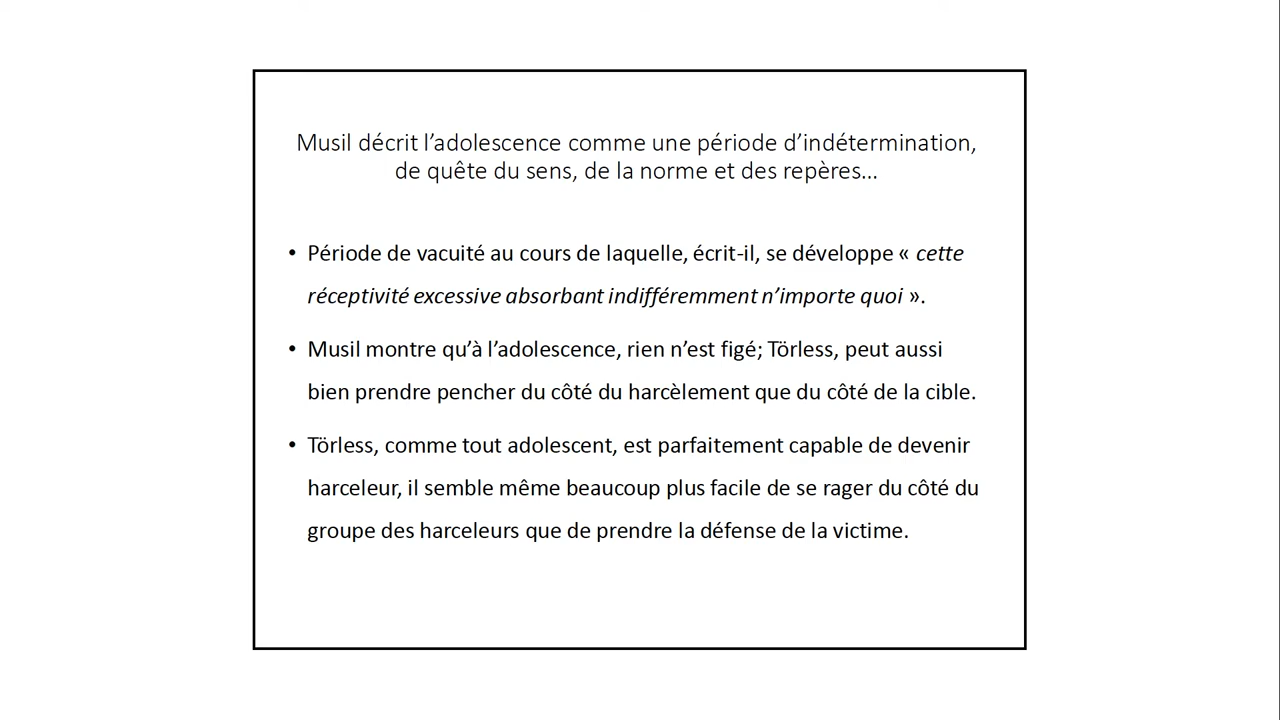 Musil décrit l’adolescence comme une période d’indétermination,
de quête du sens, de la norme et des repères…
• Période de vacuité au cours de laquelle, écrit-il, se développe « cette
réceptivité excessive absorbant indifféremment n’importe quoi ».
• Musil montre qu’à l’adolescence, rien n’est figé; Törless, peut aussi
bien prendre pencher du côté du harcèlement que du côté de la cible.
• Törless, comme tout adolescent, est parfaitement capable de devenir
harceleur, il semble même beaucoup plus facile de se rager du côté du
groupe des harceleurs que de prendre la défense de la victime.